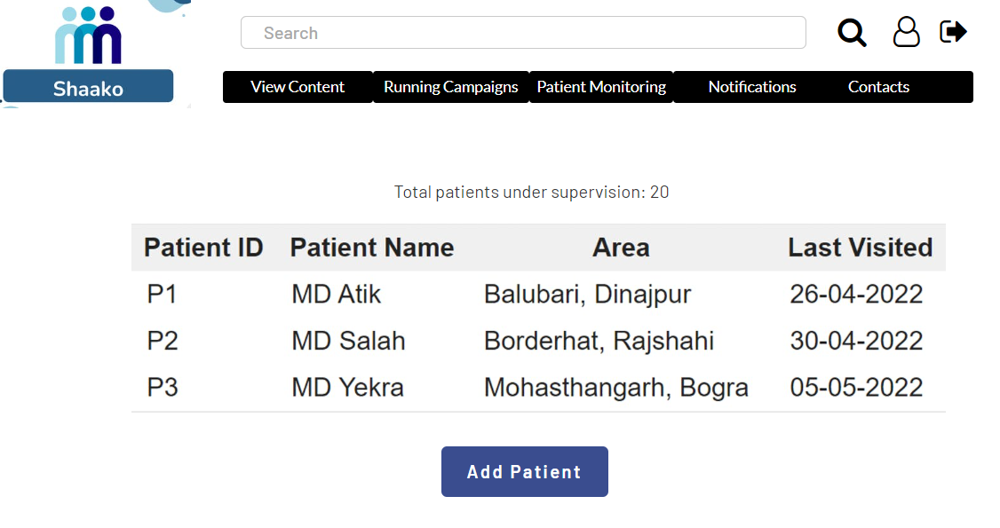 Search
Shaako
View Content Running Campaigns Patient Monitoring Notifications Contacts
Total patients under supervision: 20
Patient ID Patient Name Area Last Visited
P1 MD Atik Balubari, Dinajpur 26-04-2022
P2 MD Salah Borderhat, Rajshahi 30-04-2022
P3 MD Yekra Mohasthangarh, Bogra 05-05-2022
Add Patient